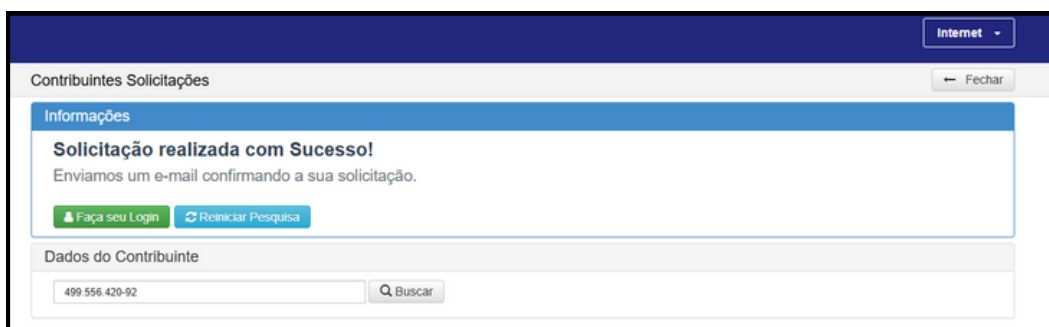 Internet
Contribuintes Solicitações
Fechar
Informações
Solicitação realizada com Sucesso!
Enviamos um e-mail confirmando a sua solicitação.
Faça seu Login Reiniciar Pesquisa
Dados do Contribuinte
499.556.420-92 Buscar